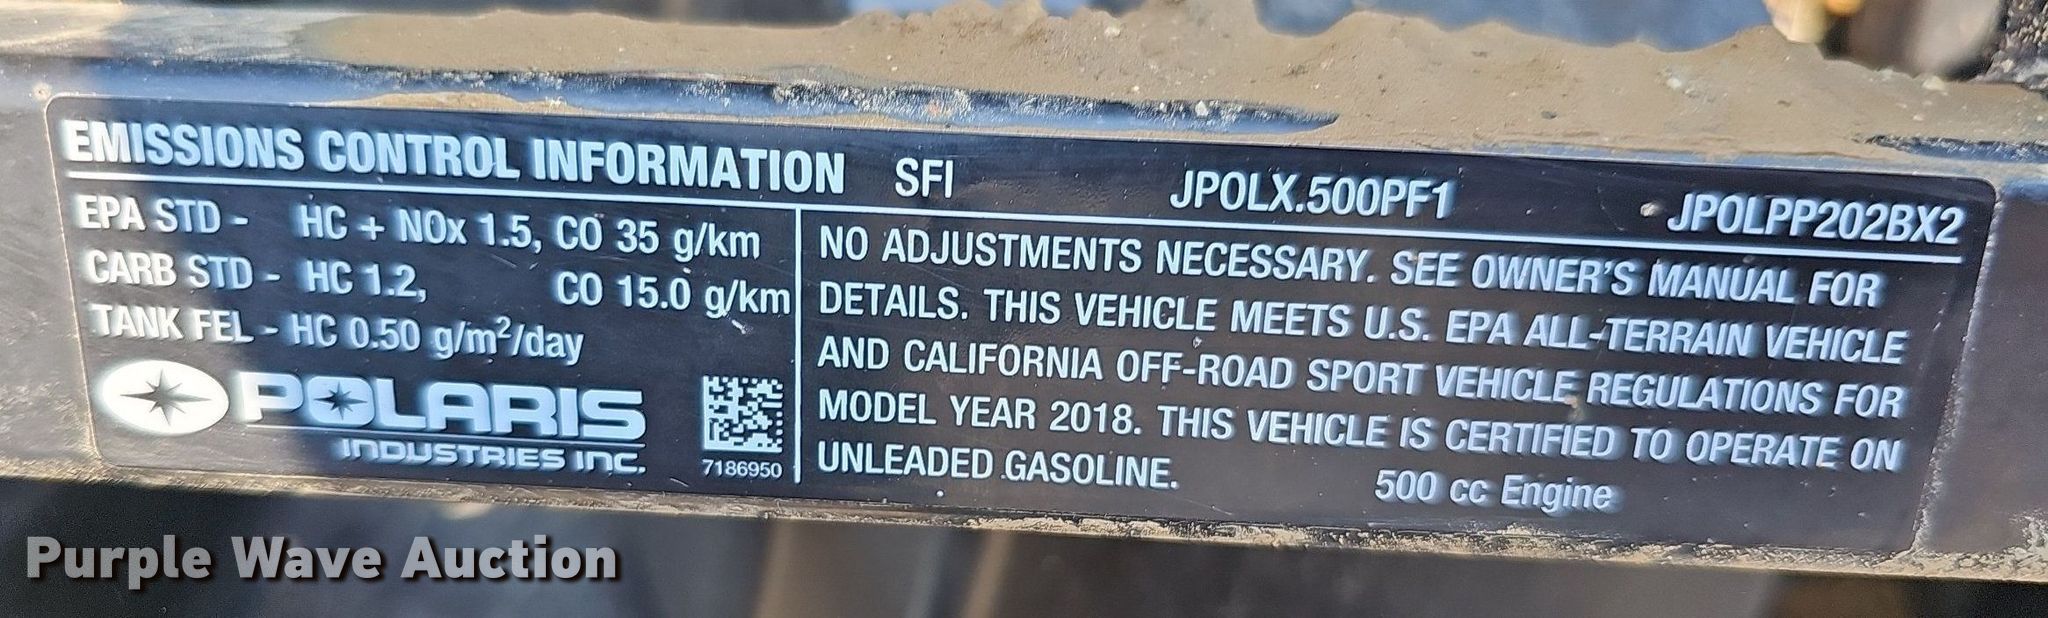 EMISSIONS CONTROL INFORMATION SFI JPOLX.500PF1 JPOLPP202BX2
EPA STD - HC + NOx 1.5, CO 35 g/km
CARB STD - HC 1.2, CO 15.0 g/km
TANK FEL - HC 0.50 g/m²/day
POLARIS
INDUSTRIES INC.
7186950
NO ADJUSTMENTS NECESSARY. SEE OWNER'S MANUAL FOR
DETAILS. THIS VEHICLE MEETS U.S. EPA ALL-TERRAIN VEHICLE
AND CALIFORNIA OFF-ROAD SPORT VEHICLE REGULATIONS FOR
MODEL YEAR 2018. THIS VEHICLE IS CERTIFIED TO OPERATE ON
UNLEADED GASOLINE. 500 cc Engine
Purple Wave Auction